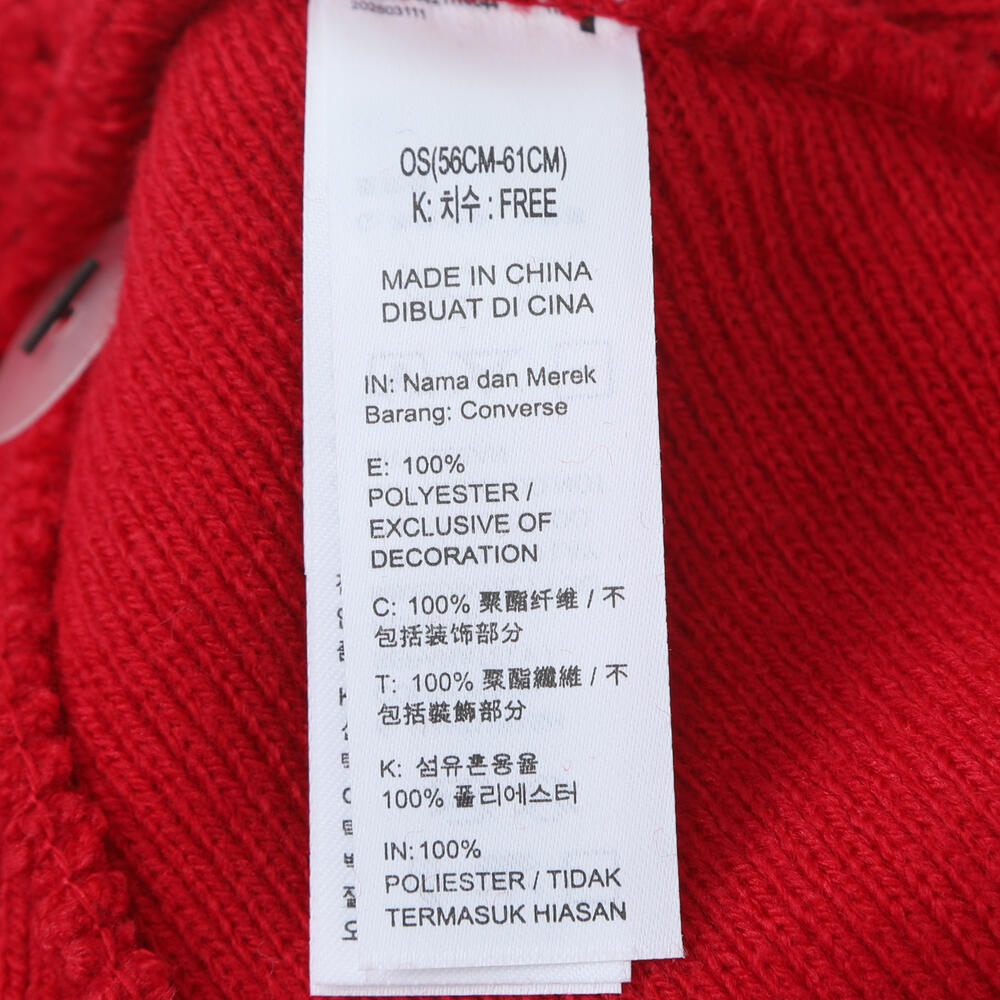 202803111
OS(56CM-61CM)
K: 치수 : FREE
MADE IN CHINA
DIBUAT DI CINA
IN: Nama dan Merek
Barang: Converse
E: 100%
POLYESTER /
EXCLUSIVE OF
DECORATION
C: 100% 聚酯纤维 / 不
包括装饰部分
T: 100% 聚酯纖維 / 不
包括裝飾部分
K: 섬유혼용율
100% 폴리에스터
IN:100%
POLIESTER / TIDAK
TERMASUK HIASAN